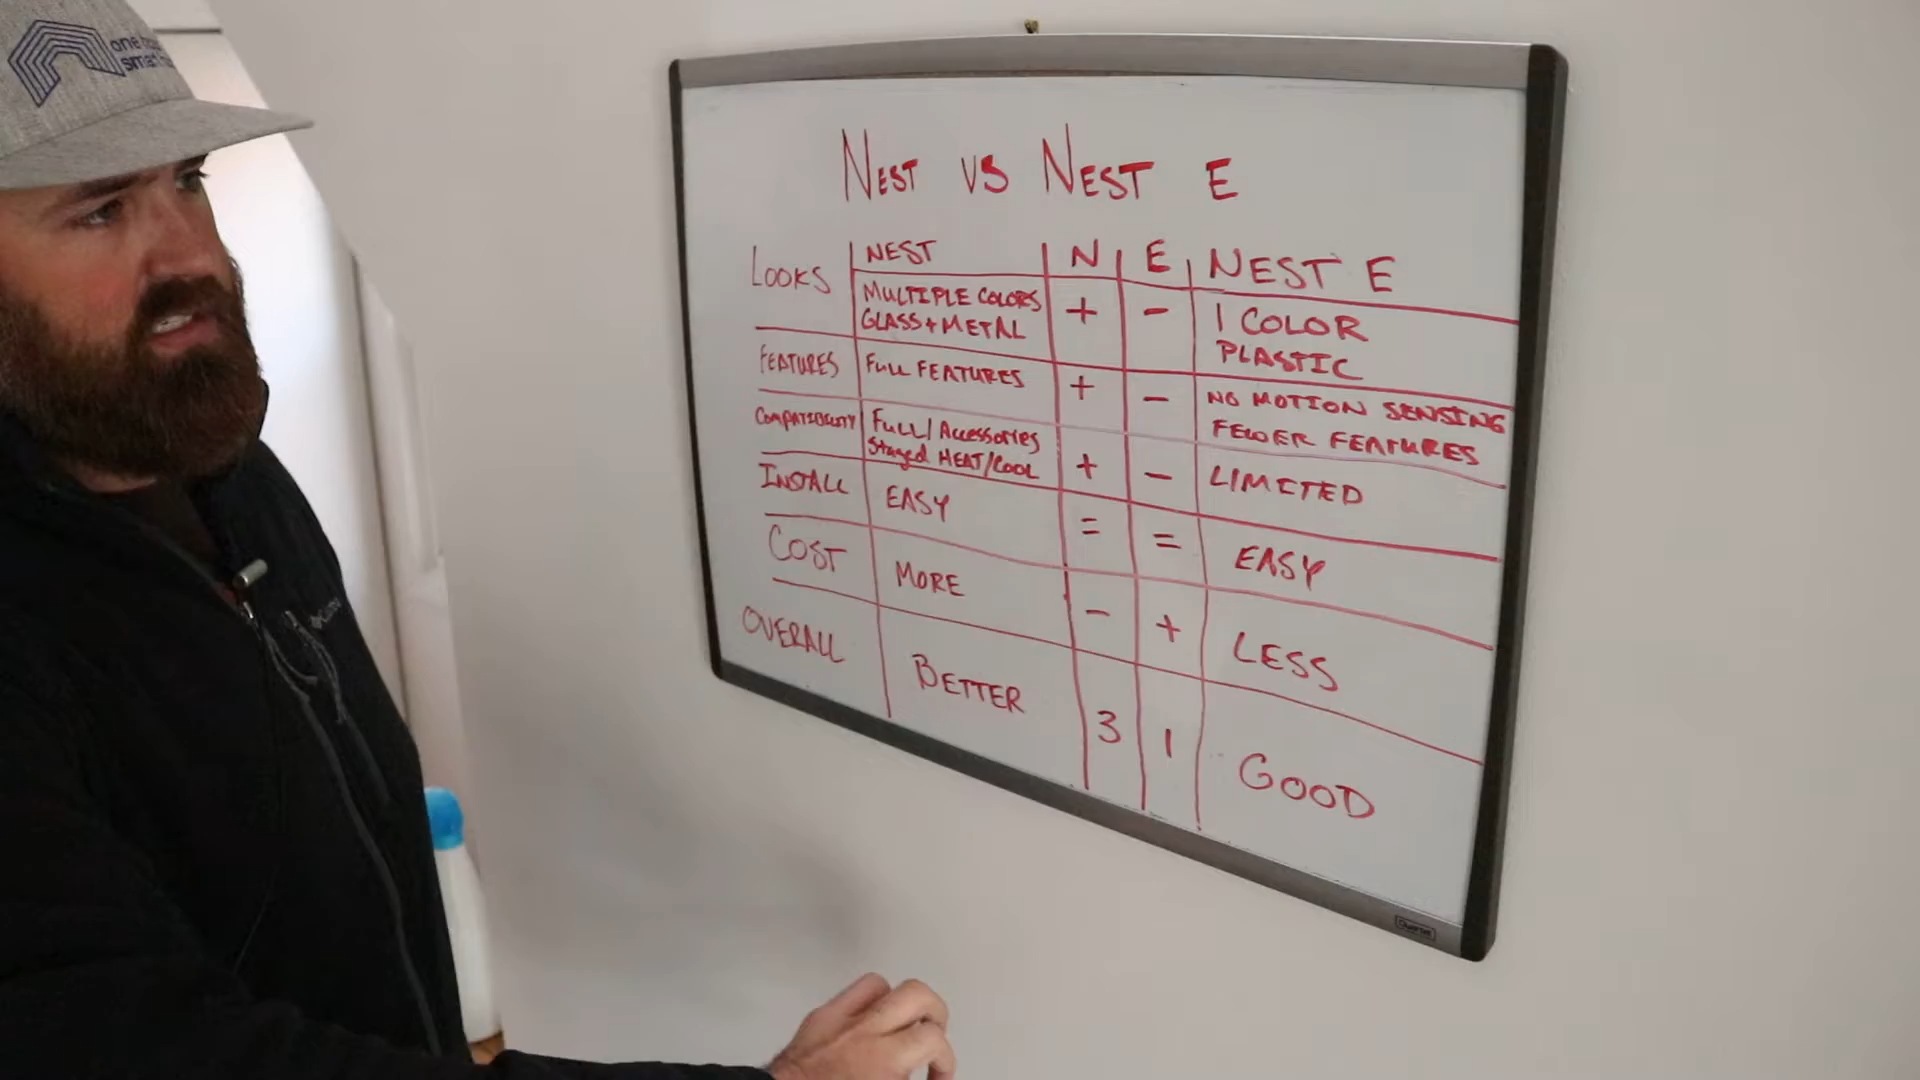 one
NEST VS NEST E
LOOKS
NEST
N
E
NEST E
MULTIPLE COLORS
GLASS + METAL
+
-
1 COLOR
PLASTIC
FEATURES
FULL FEATURES
+
-
NO MOTION SENSING
FEWER FEATURES
COMPATIBILITY
FULL/Accessories
Staged HEAT/COOL
+
-
LIMITED
INSTALL
EASY
=
=
EASY
COST
MORE
-
+
LESS
OVERALL
BETTER
3
1
GOOD
Quartet